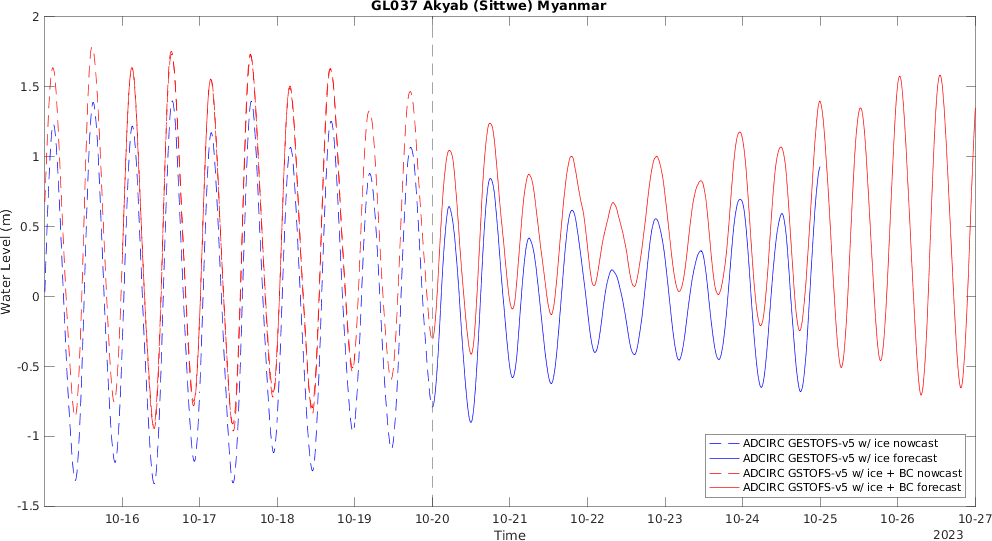 GL037 Akyab (Sittwe) Myanmar
2
1.5
1
0.5
0
-0.5
-1
-1.5
Water Level (m)
10-16 10-17 10-18 10-19 10-20 10-21 10-22 10-23 10-24 10-25 10-26 10-27
Time
2023
ADCIRC GESTOFS-v5 w/ ice nowcast
ADCIRC GESTOFS-v5 w/ ice forecast
ADCIRC GSTOFS-v5 w/ ice + BC nowcast
ADCIRC GSTOFS-v5 w/ ice + BC forecast